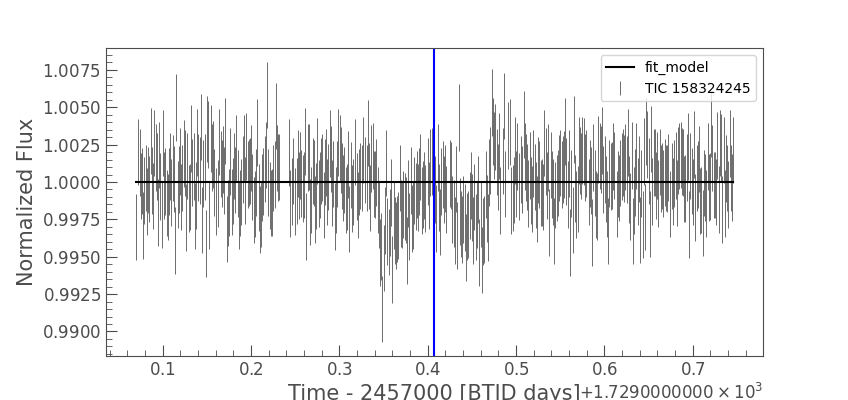 1.0075
1.0050
1.0025
1.0000
0.9975
0.9950
0.9925
0.9900
Normalized Flux
fit_model
TIC 158324245
0.1 0.2 0.3 0.4 0.5 0.6 0.7
Time - 2457000 [BTJD days]
+1.7290000000 × 10³